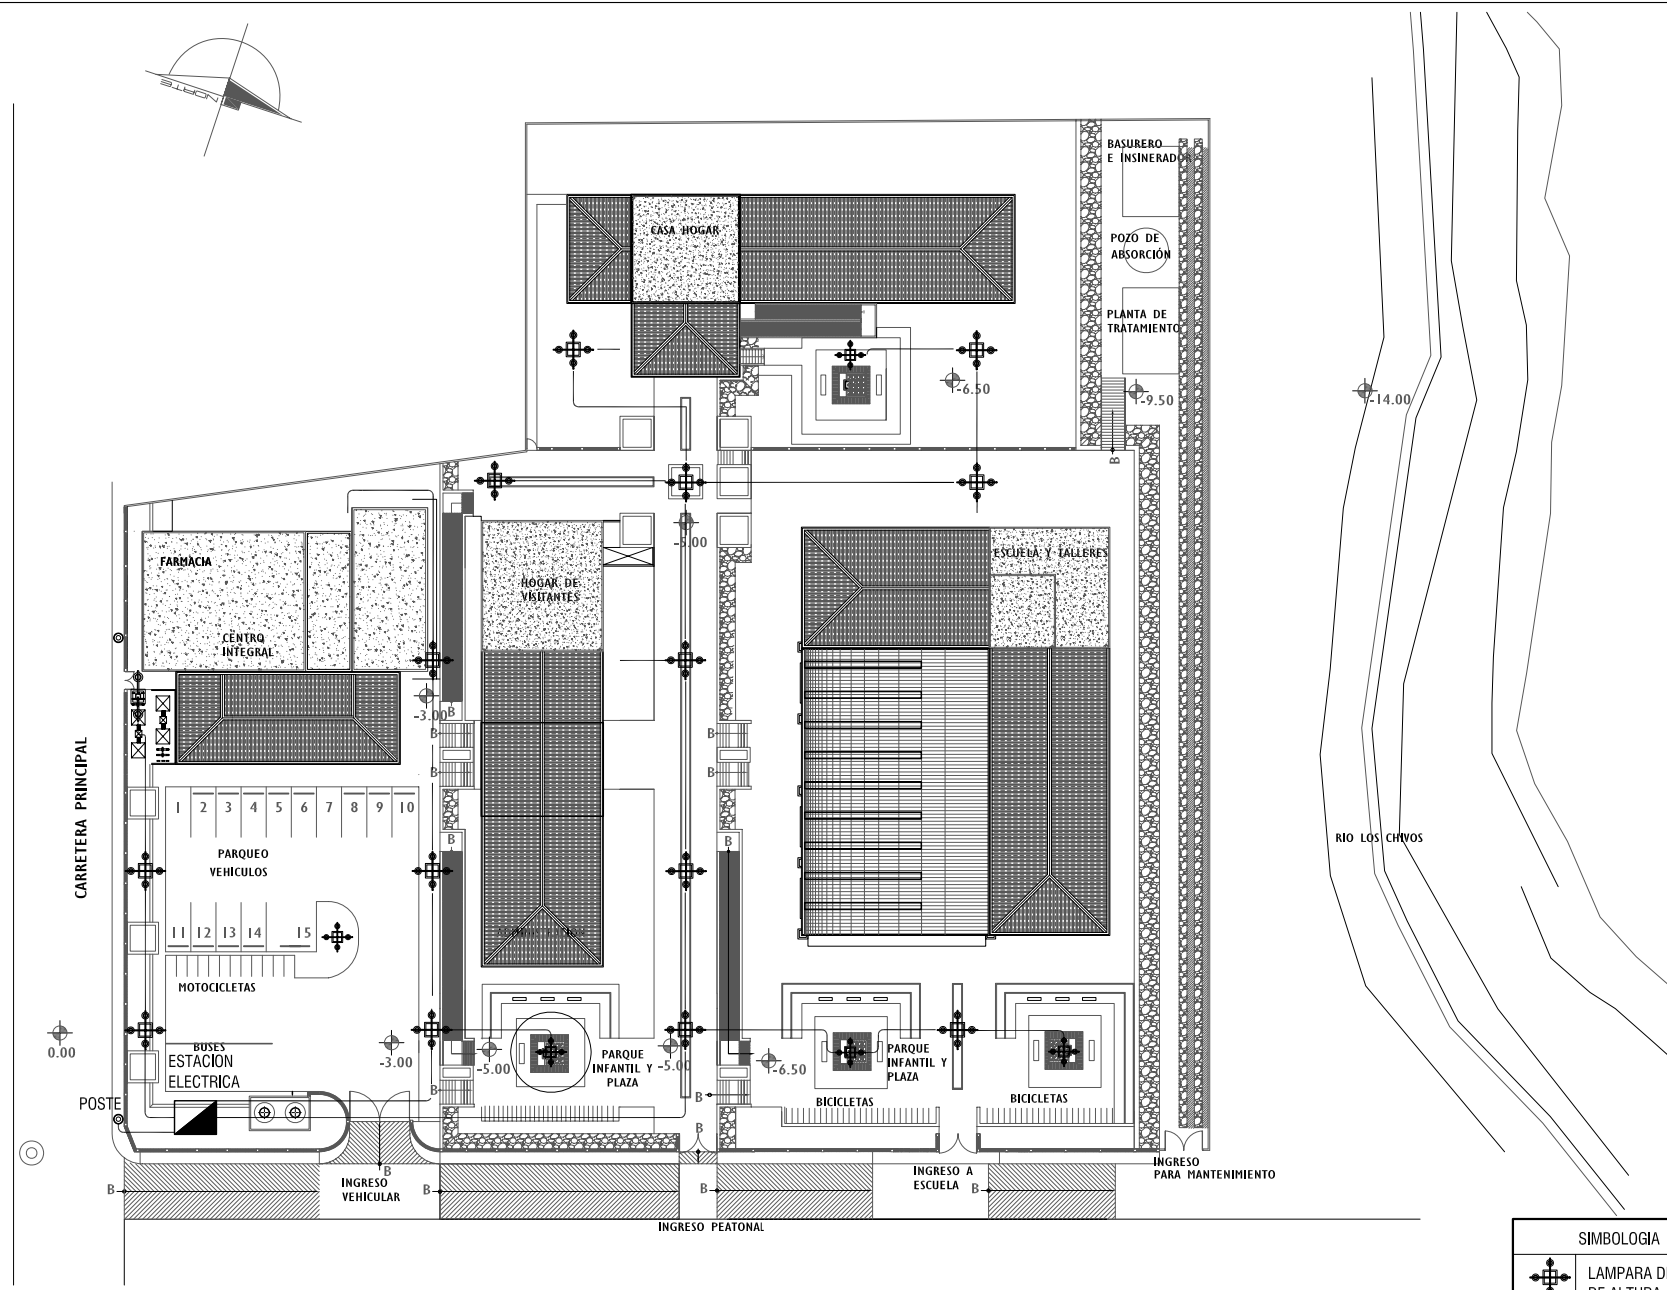 NORTE
BASURERO
E INSINERADOR
CASA HOGAR
POZO DE
ABSORCIÓN
PLANTA DE
TRATAMIENTO
-6.50
-9.50
-14.00
B
-5.00
FARMACIA
ESCUELA Y TALLERES
HOGAR DE
VISITANTES
CENTRO
INTEGRAL
-3.00
B
B
B
B
B
CARRETERA PRINCIPAL
1 2 3 4 5 6 7 8 9 10
PARQUEO
VEHICULOS
B
B
RIO LOS CHIVOS
11 12 13 14 15
MOTOCICLETAS
0.00
BUSES
ESTACION
ELECTRICA
-3.00
-5.00
PARQUE
INFANTIL Y
PLAZA
-5.00
-6.50
PARQUE
INFANTIL Y
PLAZA
B
B
POSTE
BICICLETAS
BICICLETAS
B
B
INGRESO
VEHICULAR
INGRESO A
ESCUELA
INGRESO
PARA MANTENIMIENTO
B
B
B
B
INGRESO PEATONAL
SIMBOLOGIA
LAMPARA